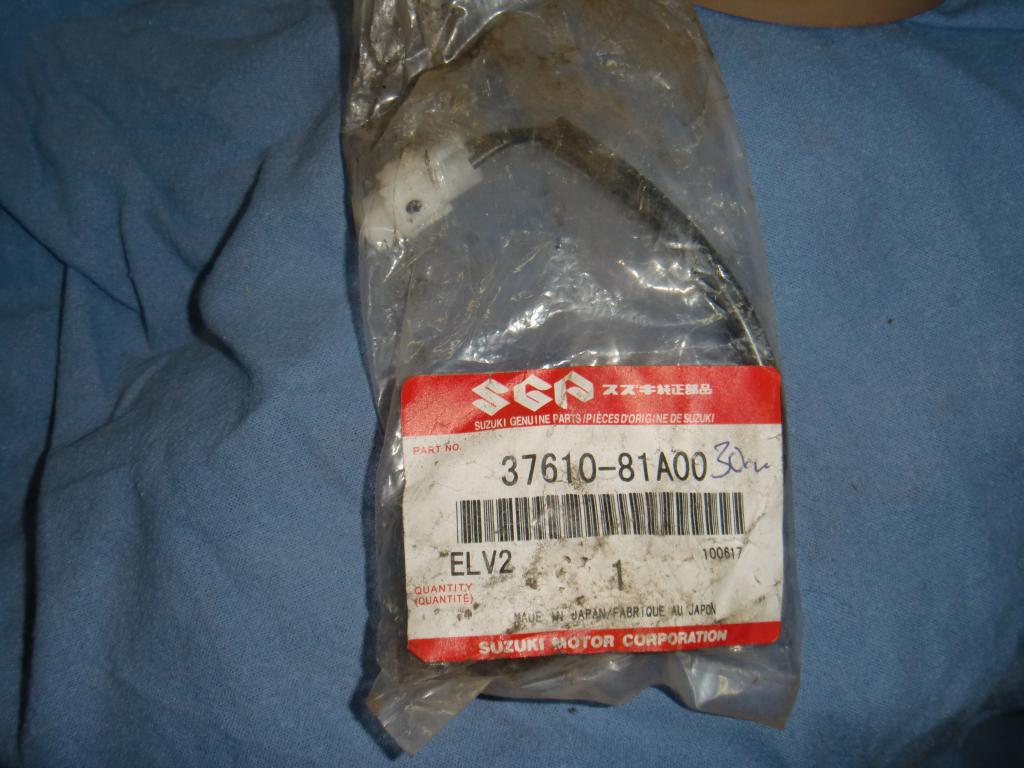 SGP スズキ純正部品
SUZUKI GENUINE PARTS/PIÈCES D'ORIGINE DE SUZUKI
PART NO.
37610-81A00 30
ELV2
100617
QUANTITY
(QUANTITÉ)
1
MADE IN JAPAN/FABRIQUE AU JAPON
SUZUKI MOTOR CORPORATION